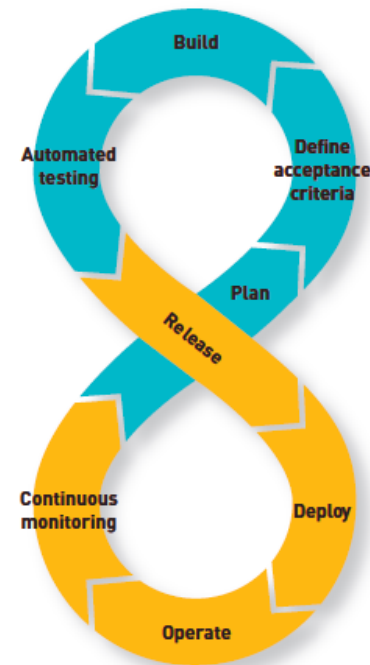 Build
Automated
testing
Define
acceptance
criteria
Plan
Release
Continuous
monitoring
Deploy
Operate